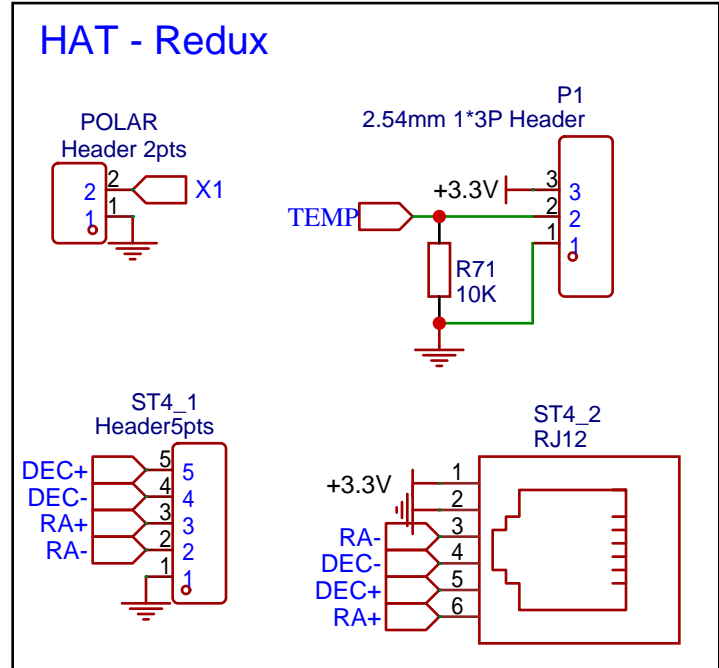 HAT - Redux
POLAR
Header 2pts
2 2 X1
1 1
P1
2.54mm 1*3P Header
+3.3V 3 3
TEMP 2 2
1 1
R71
10K
ST4_1
Header5pts
DEC+ 5 5
DEC- 4 4
RA+ 3 3
RA- 2 2
1 1
ST4_2
RJ12
+3.3V 1
2
RA- 3
DEC- 4
DEC+ 5
RA+ 6